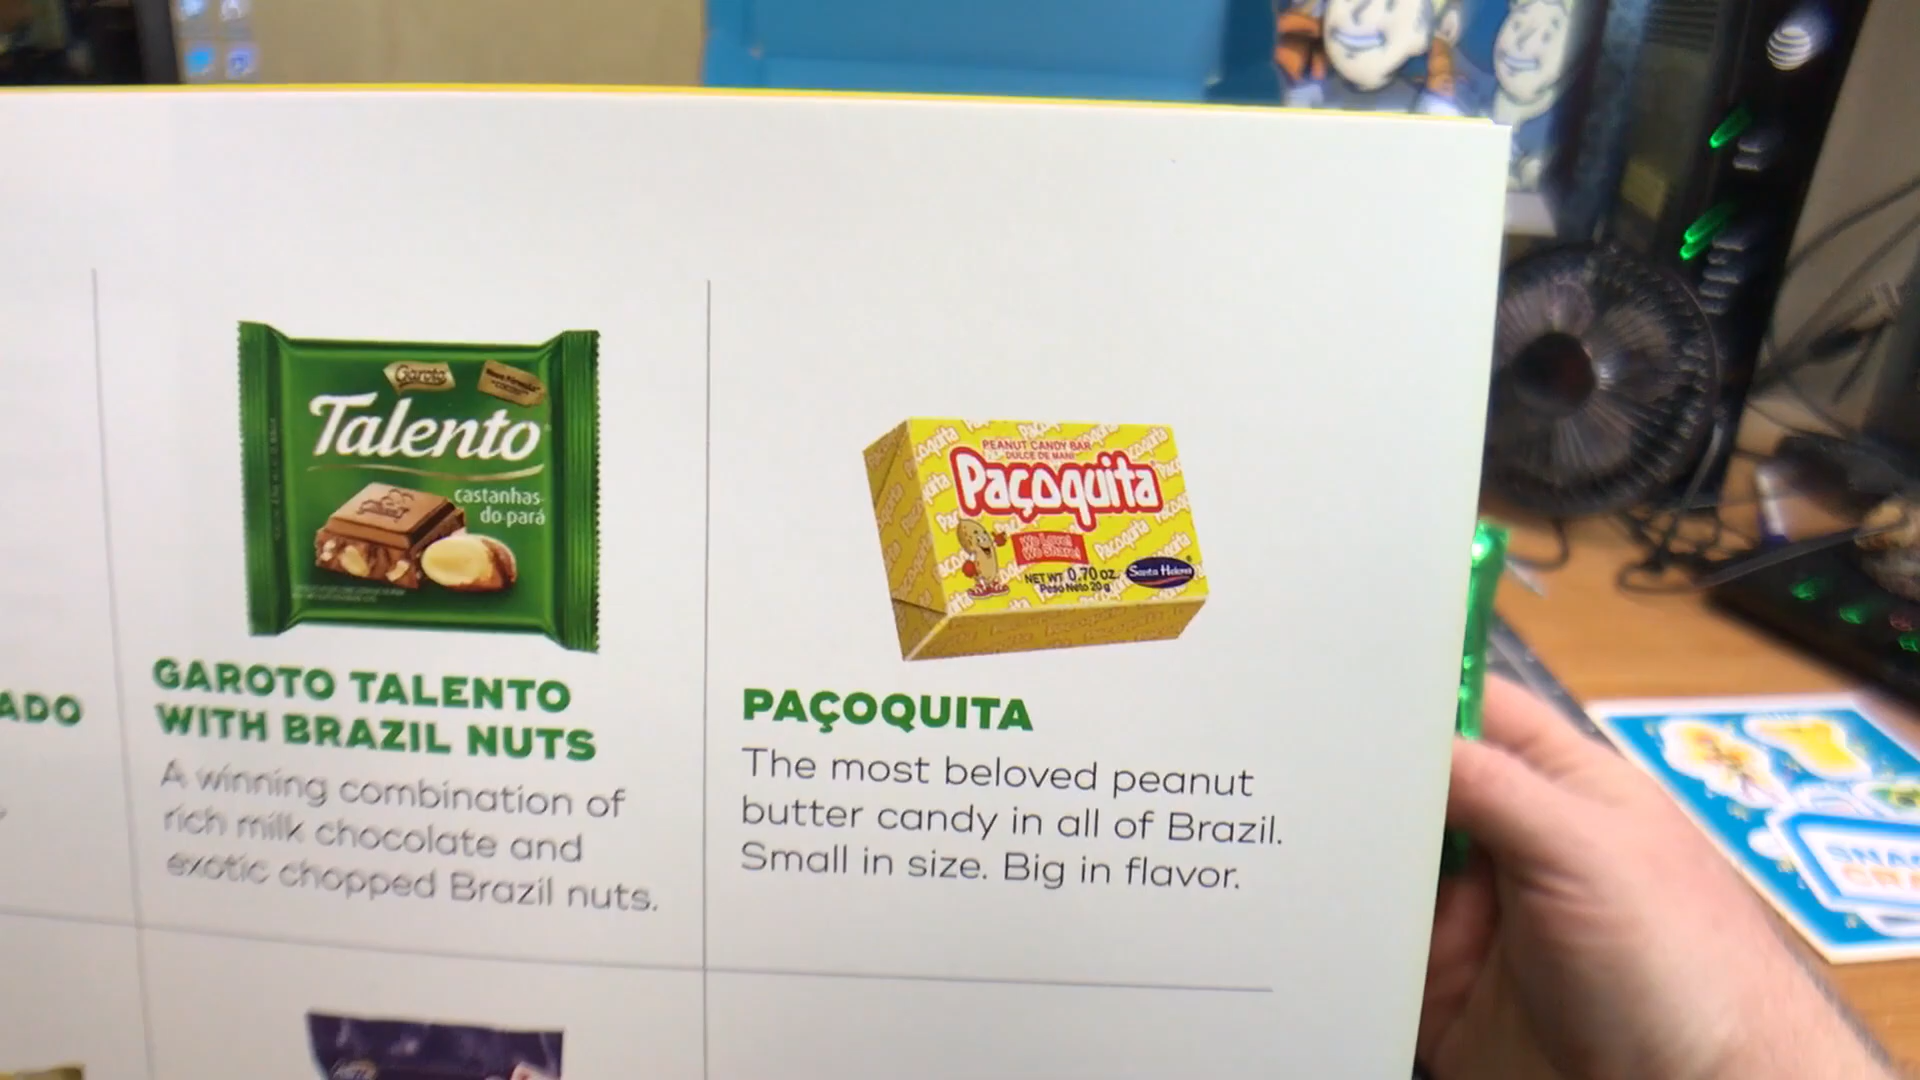 Garoto
Talento
castanhas-
do-pará
PEANUT CANDY BAR
DULCE DE MANI
Paçoquita
We Love!
We Share!
NET WT 0.70 oz.
Peso Neto 20 g
Santa Helena
ADO
GAROTO TALENTO
WITH BRAZIL NUTS
A winning combination of
rich milk chocolate and
exotic chopped Brazil nuts.
PAÇOQUITA
The most beloved peanut
butter candy in all of Brazil.
Small in size. Big in flavor.